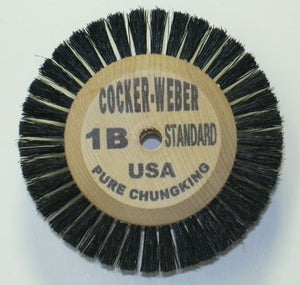 COCKER-WEBER
1B STANDARD
USA
PURE CHUNGKING